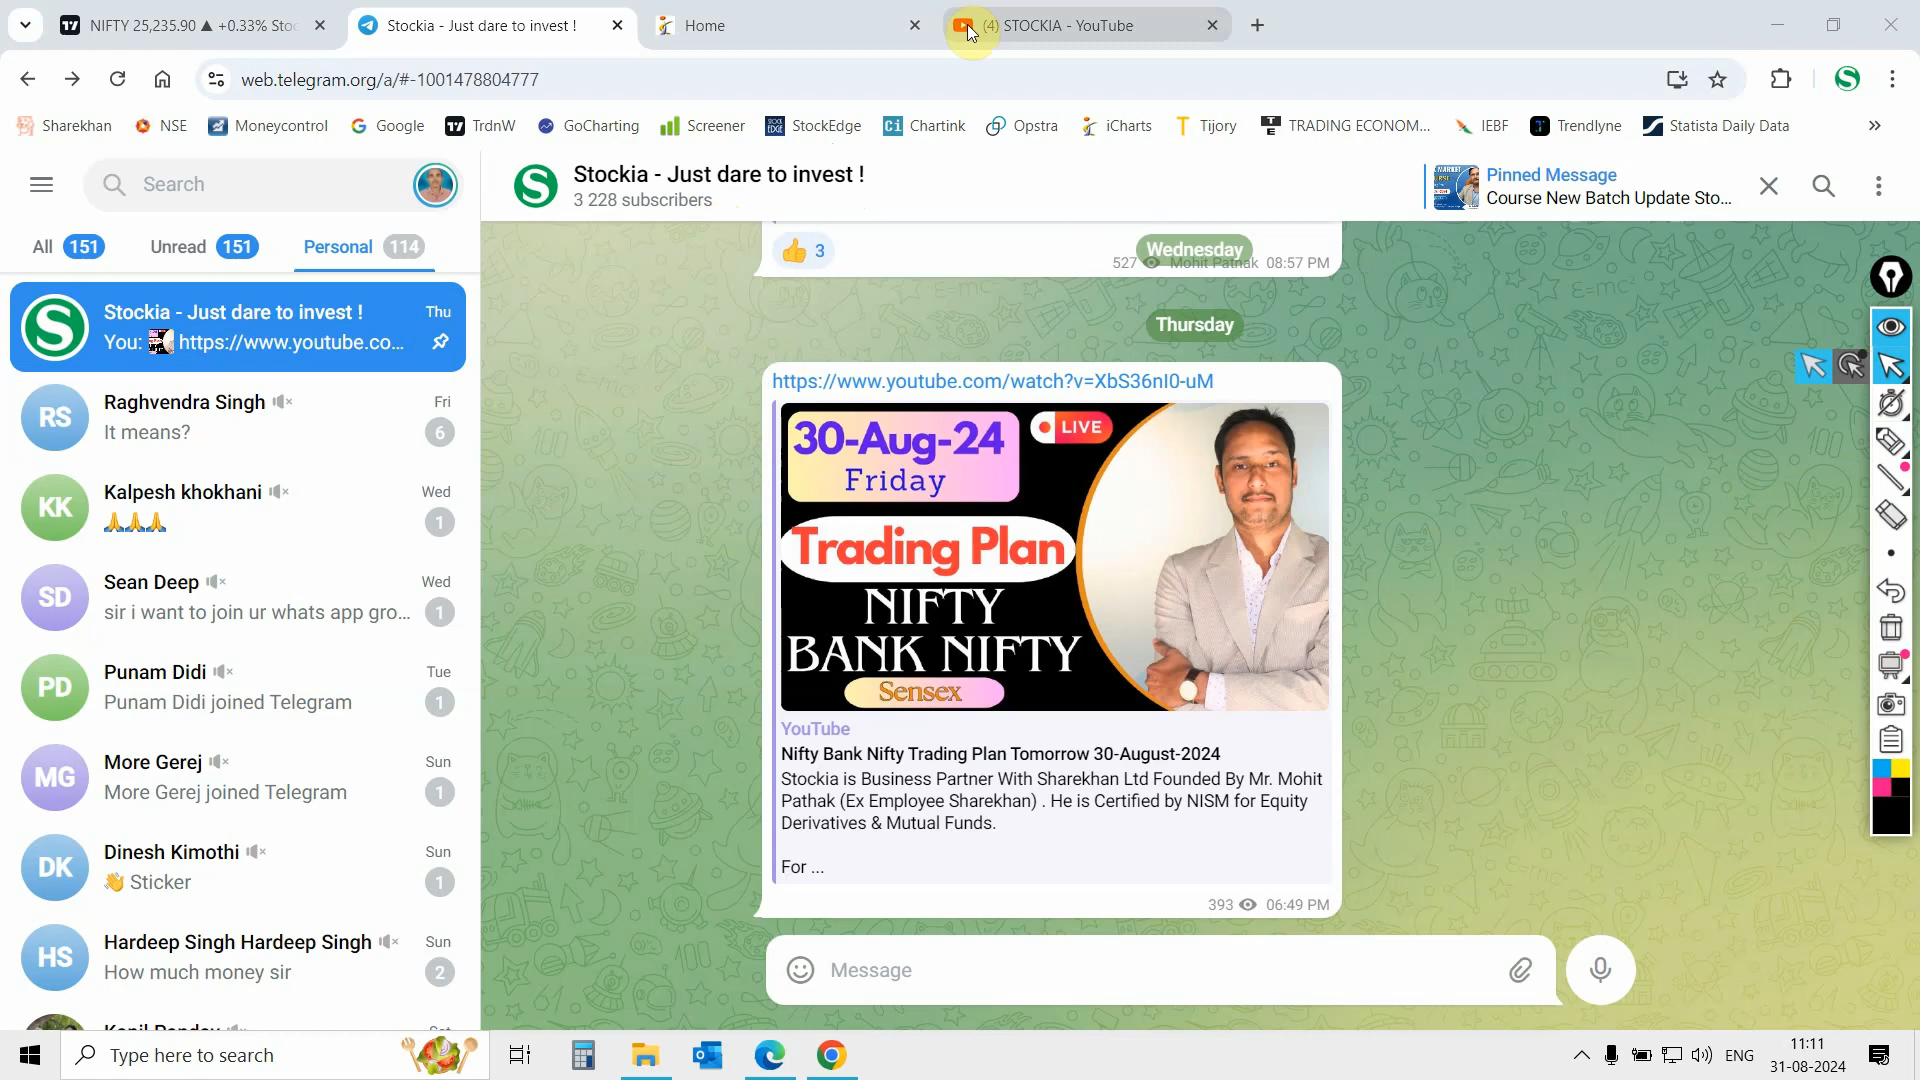 NIFTY 25,235.90 ▲ +0.33% Stoc
Stockia - Just dare to invest !
Home
(4) STOCKIA - YouTube
web.telegram.org/a/#-1001478804777
Sharekhan
NSE
Moneycontrol
Google
TrdnW
GoCharting
Screener
StockEdge
Chartink
Opstra
iCharts
Tijory
TRADING ECONOM...
IEBF
Trendlyne
Statista Daily Data
Search
Stockia - Just dare to invest !
3 228 subscribers
Pinned Message
Course New Batch Update Sto...
All 151
Unread 151
Personal 114
Stockia - Just dare to invest ! Thu
You: https://www.youtube.co...
RS
Raghvendra Singh Fri
It means? 6
KK
Kalpesh khokhani Wed
🙏🙏🙏 1
SD
Sean Deep Wed
sir i want to join ur whats app gro... 1
PD
Punam Didi Tue
Punam Didi joined Telegram 1
MG
More Gerej Sun
More Gerej joined Telegram 1
DK
Dinesh Kimothi Sun
👋 Sticker 1
HS
Hardeep Singh Hardeep Singh Sun
How much money sir 2
👍 3
Wednesday
527 08:57 PM
Thursday
https://www.youtube.com/watch?v=XbS36nI0-uM
30-Aug-24
Friday
LIVE
Trading Plan
NIFTY
BANK NIFTY
Sensex
YouTube
Nifty Bank Nifty Trading Plan Tomorrow 30-August-2024
Stockia is Business Partner With Sharekhan Ltd Founded By Mr. Mohit
Pathak (Ex Employee Sharekhan) . He is Certified by NISM for Equity
Derivatives & Mutual Funds.
For ...
393 06:49 PM
Message
Type here to search
ENG
11:11
31-08-2024